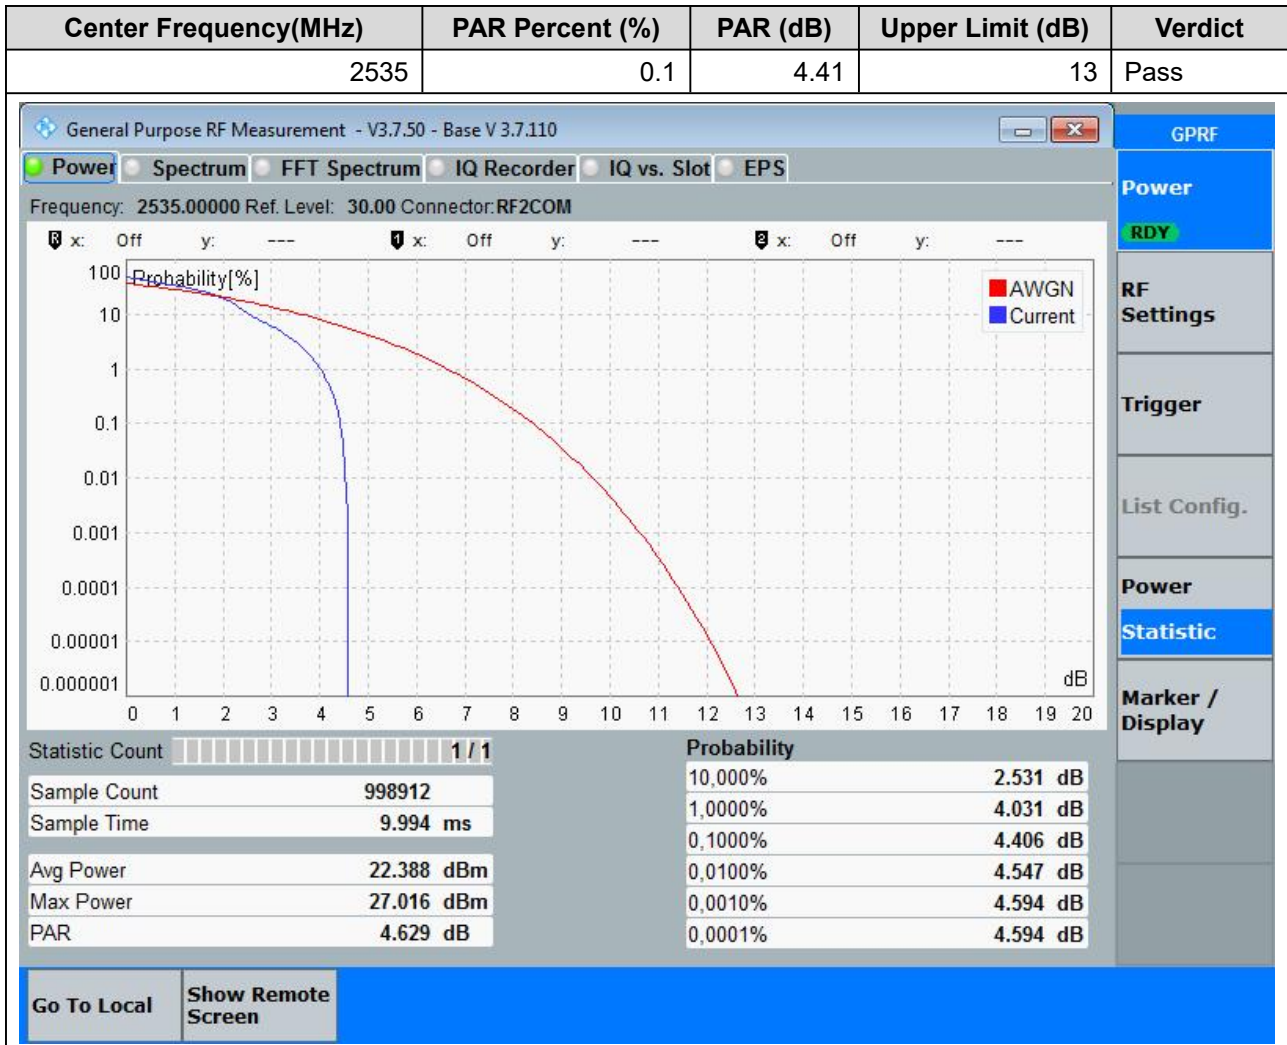 Center Frequency(MHz) PAR Percent (%) PAR (dB) Upper Limit (dB) Verdict
2535 0.1 4.41 13 Pass
General Purpose RF Measurement - V3.7.50 - Base V 3.7.110
Power Spectrum FFT Spectrum IQ Recorder IQ vs. Slot EPS
Frequency: 2535.00000 Ref. Level: 30.00 Connector:RF2COM
R x: Off y: --- 1 x: Off y: --- 2 x: Off y: ---
Probability[%]
100
10
1
0.1
0.01
0.001
0.0001
0.00001
0.000001
AWGN
Current
dB
0 1 2 3 4 5 6 7 8 9 10 11 12 13 14 15 16 17 18 19 20
Statistic Count 1 / 1
Sample Count 998912
Sample Time 9.994 ms
Avg Power 22.388 dBm
Max Power 27.016 dBm
PAR 4.629 dB
Probability
10,000% 2.531 dB
1,0000% 4.031 dB
0,1000% 4.406 dB
0,0100% 4.547 dB
0,0010% 4.594 dB
0,0001% 4.594 dB
GPRF
Power
RDY
RF
Settings
Trigger
List Config.
Power
Statistic
Marker /
Display
Go To Local
Show Remote
Screen